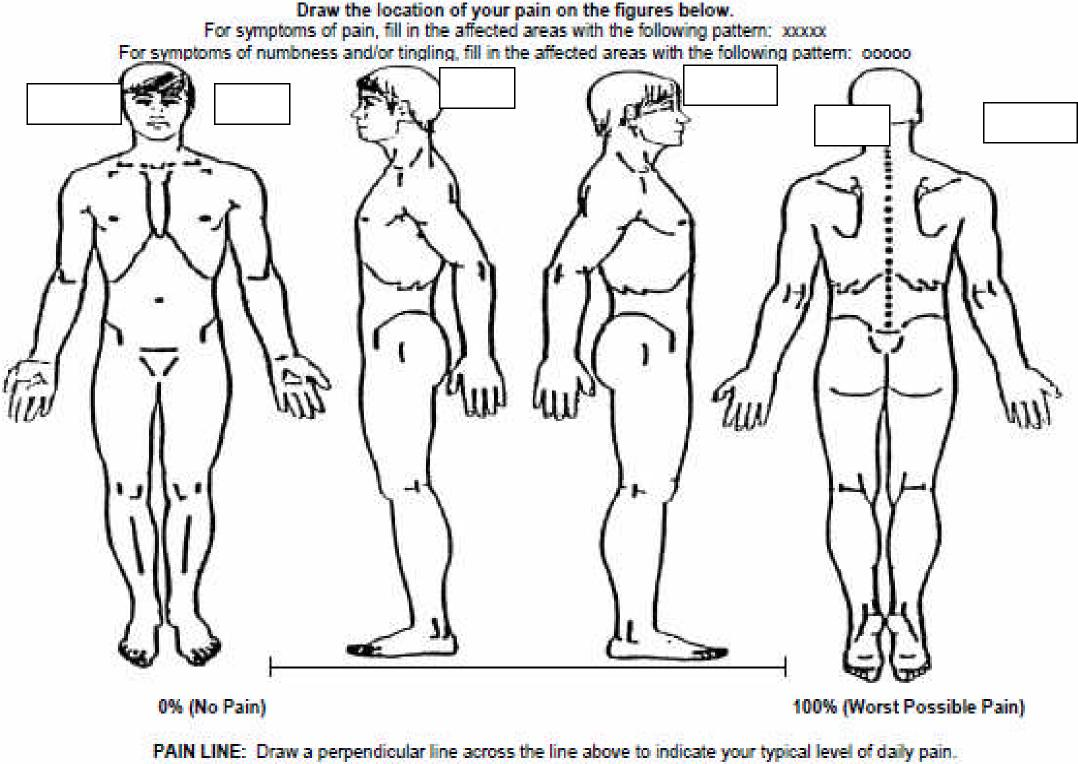 Draw the location of your pain on the figures below.
For symptoms of pain, fill in the affected areas with the following pattern: xxxxx
For symptoms of numbness and/or tingling, fill in the affected areas with the following pattern: ooooo
0% (No Pain)
100% (Worst Possible Pain)
PAIN LINE: Draw a perpendicular line across the line above to indicate your typical level of daily pain.